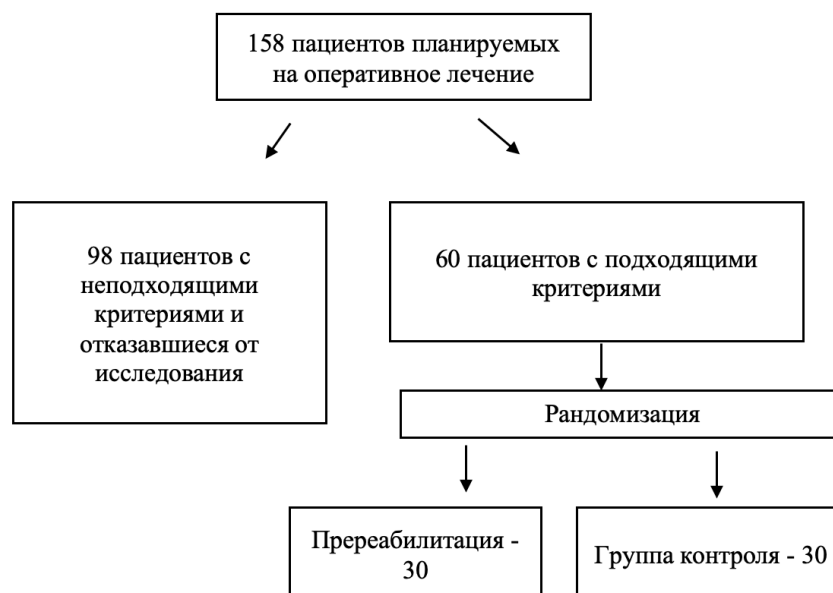 158 пациентов планируемых
на оперативное лечение
98 пациентов с
неподходящими
критериями и
отказавшиеся от
исследования
60 пациентов с подходящими
критериями
Рандомизация
Пререабилитация -
30
Группа контроля - 30